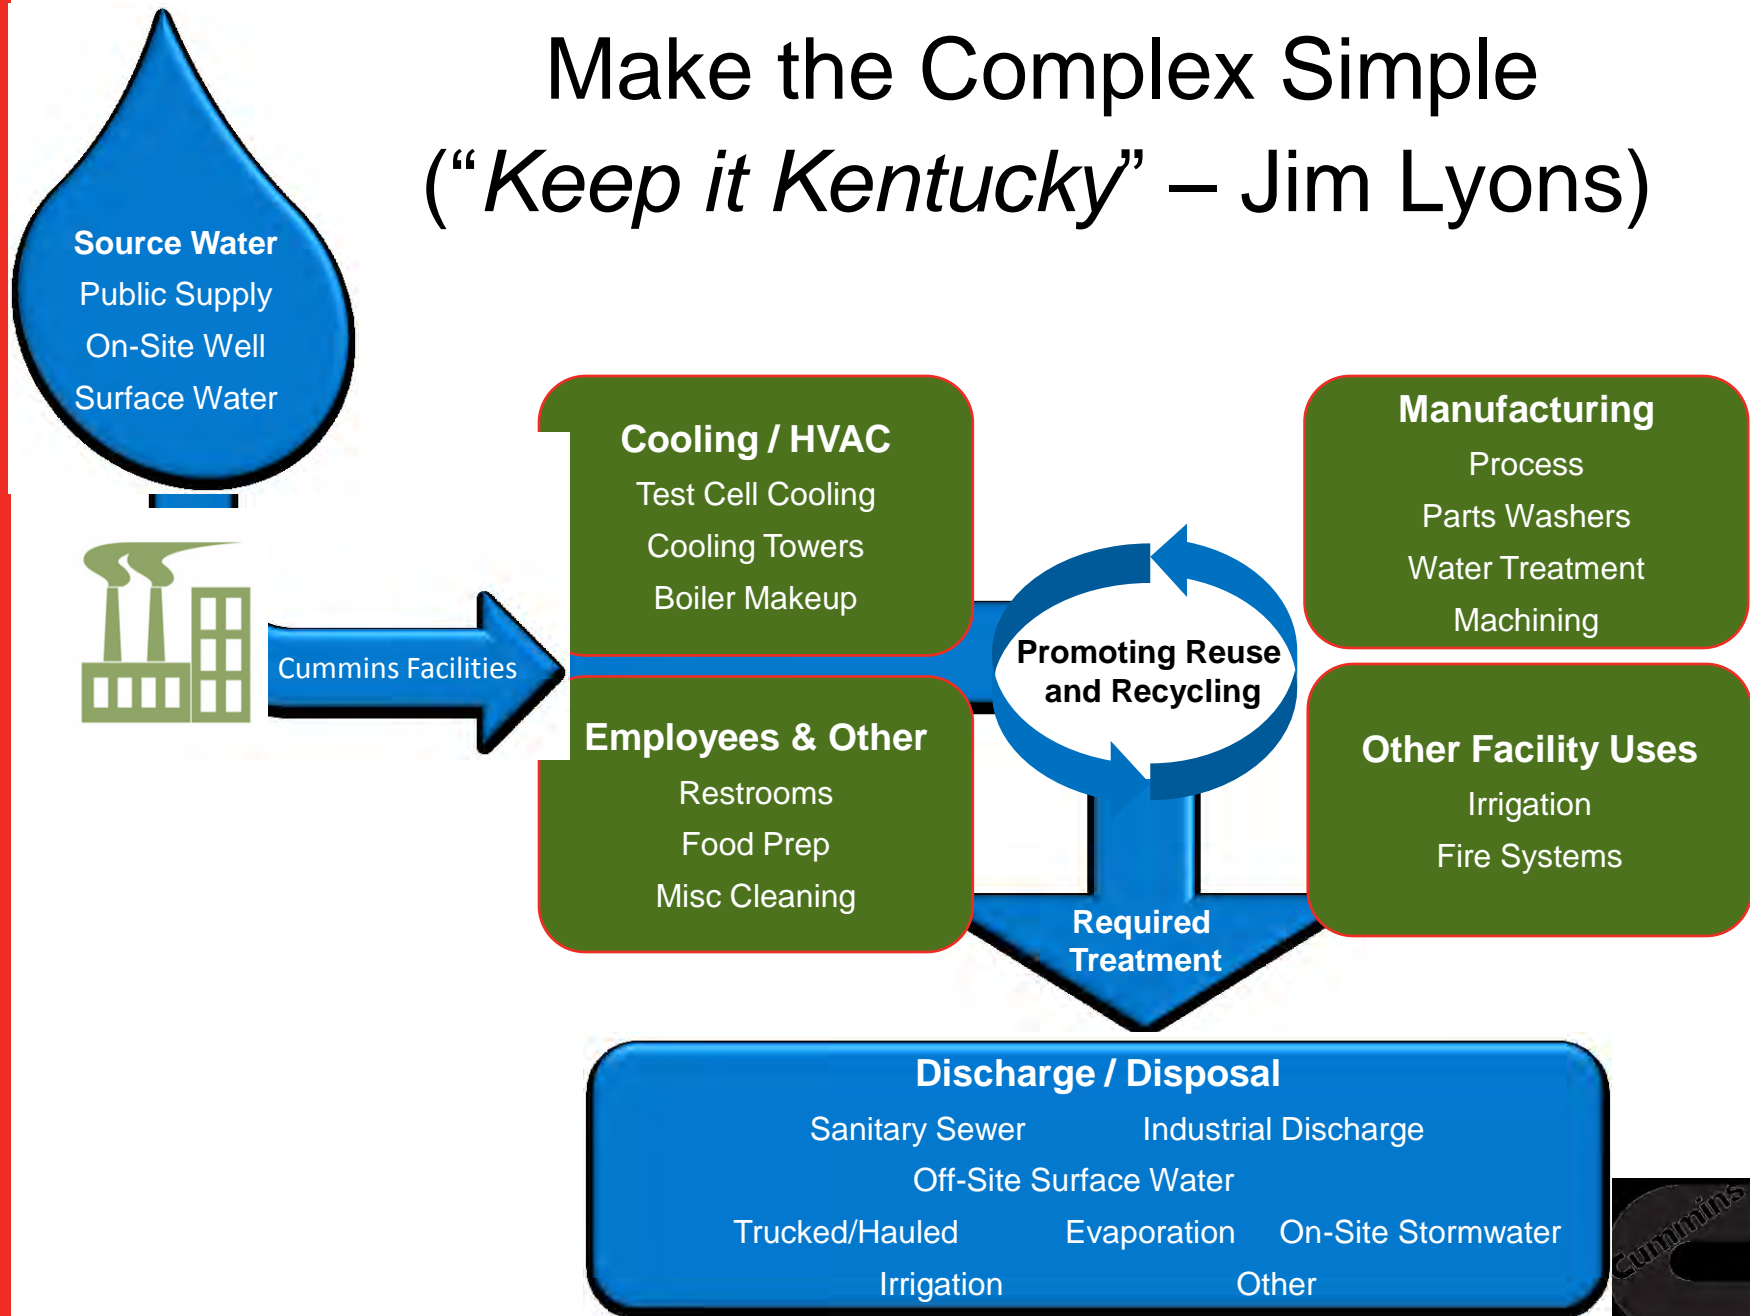 Make the Complex Simple
(“Keep it Kentucky” – Jim Lyons)
Source Water
Public Supply
On-Site Well
Surface Water
Cummins Facilities
Cooling / HVAC
Test Cell Cooling
Cooling Towers
Boiler Makeup
Employees & Other
Restrooms
Food Prep
Misc Cleaning
Promoting Reuse
and Recycling
Manufacturing
Process
Parts Washers
Water Treatment
Machining
Other Facility Uses
Irrigation
Fire Systems
Required
Treatment
Discharge / Disposal
Sanitary Sewer Industrial Discharge
Off-Site Surface Water
Trucked/Hauled Evaporation On-Site Stormwater
Irrigation Other
Cummins